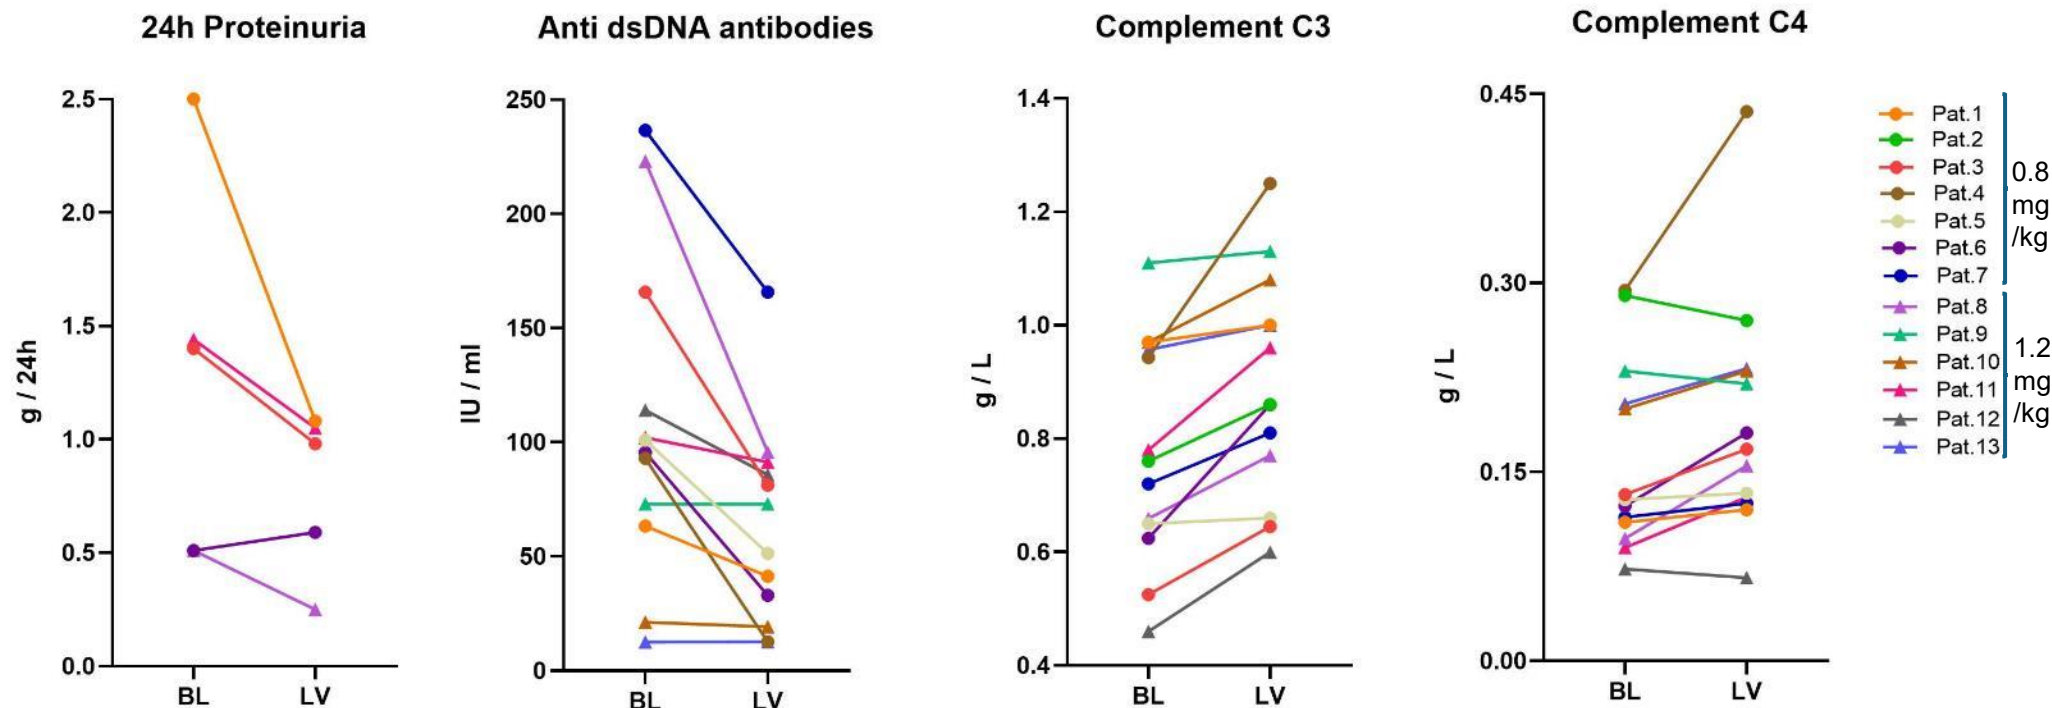 24h Proteinuria
g / 24h
2.5
2.0
1.5
1.0
0.5
0.0
BL LV
Anti dsDNA antibodies
IU / ml
250
200
150
100
50
0
BL LV
Complement C3
g / L
1.4
1.2
1.0
0.8
0.6
0.4
BL LV
Complement C4
g / L
0.45
0.30
0.15
0.00
BL LV
Pat.1
Pat.2
Pat.3
Pat.4
Pat.5
Pat.6
Pat.7
0.8
mg
/kg
Pat.8
Pat.9
Pat.10
Pat.11
Pat.12
Pat.13
1.2
mg
/kg